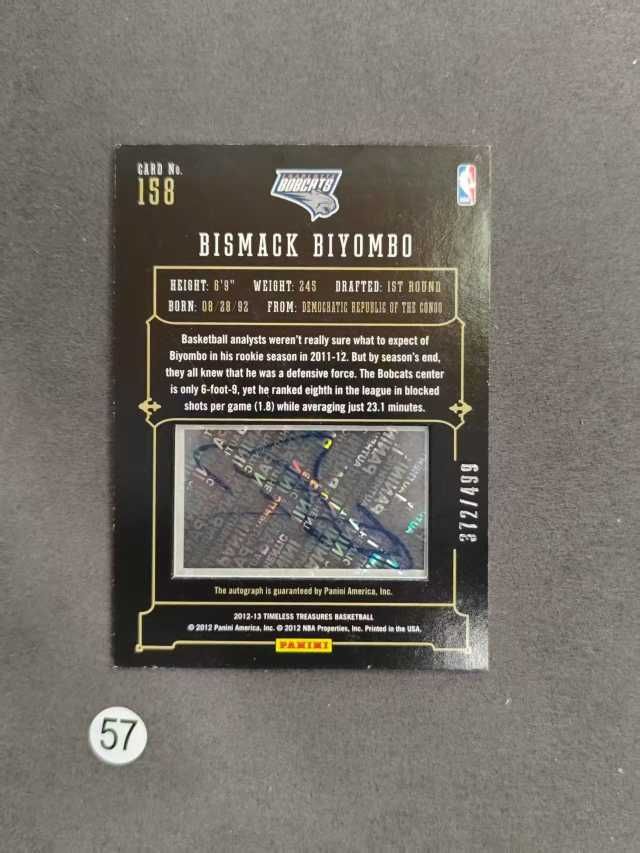 CARD No.
158
BOBCATS
BISMACK BIYOMBO
HEIGHT: 6'9" WEIGHT: 245 DRAFTED: 1ST ROUND
BORN: 08/28/92 FROM: DEMOCRATIC REPUBLIC OF THE CONGO
Basketball analysts weren't really sure what to expect of
Biyombo in his rookie season in 2011-12. But by season's end,
they all knew that he was a defensive force. The Bobcats center
is only 6-foot-9, yet he ranked eighth in the league in blocked
shots per game (1.8) while averaging just 23.1 minutes.
372/499
The autograph is guaranteed by Panini America, Inc.
2012-13 TIMELESS TREASURES BASKETBALL
© 2012 Panini America, Inc. © 2012 NBA Properties, Inc. Printed in the USA.
PANINI
57